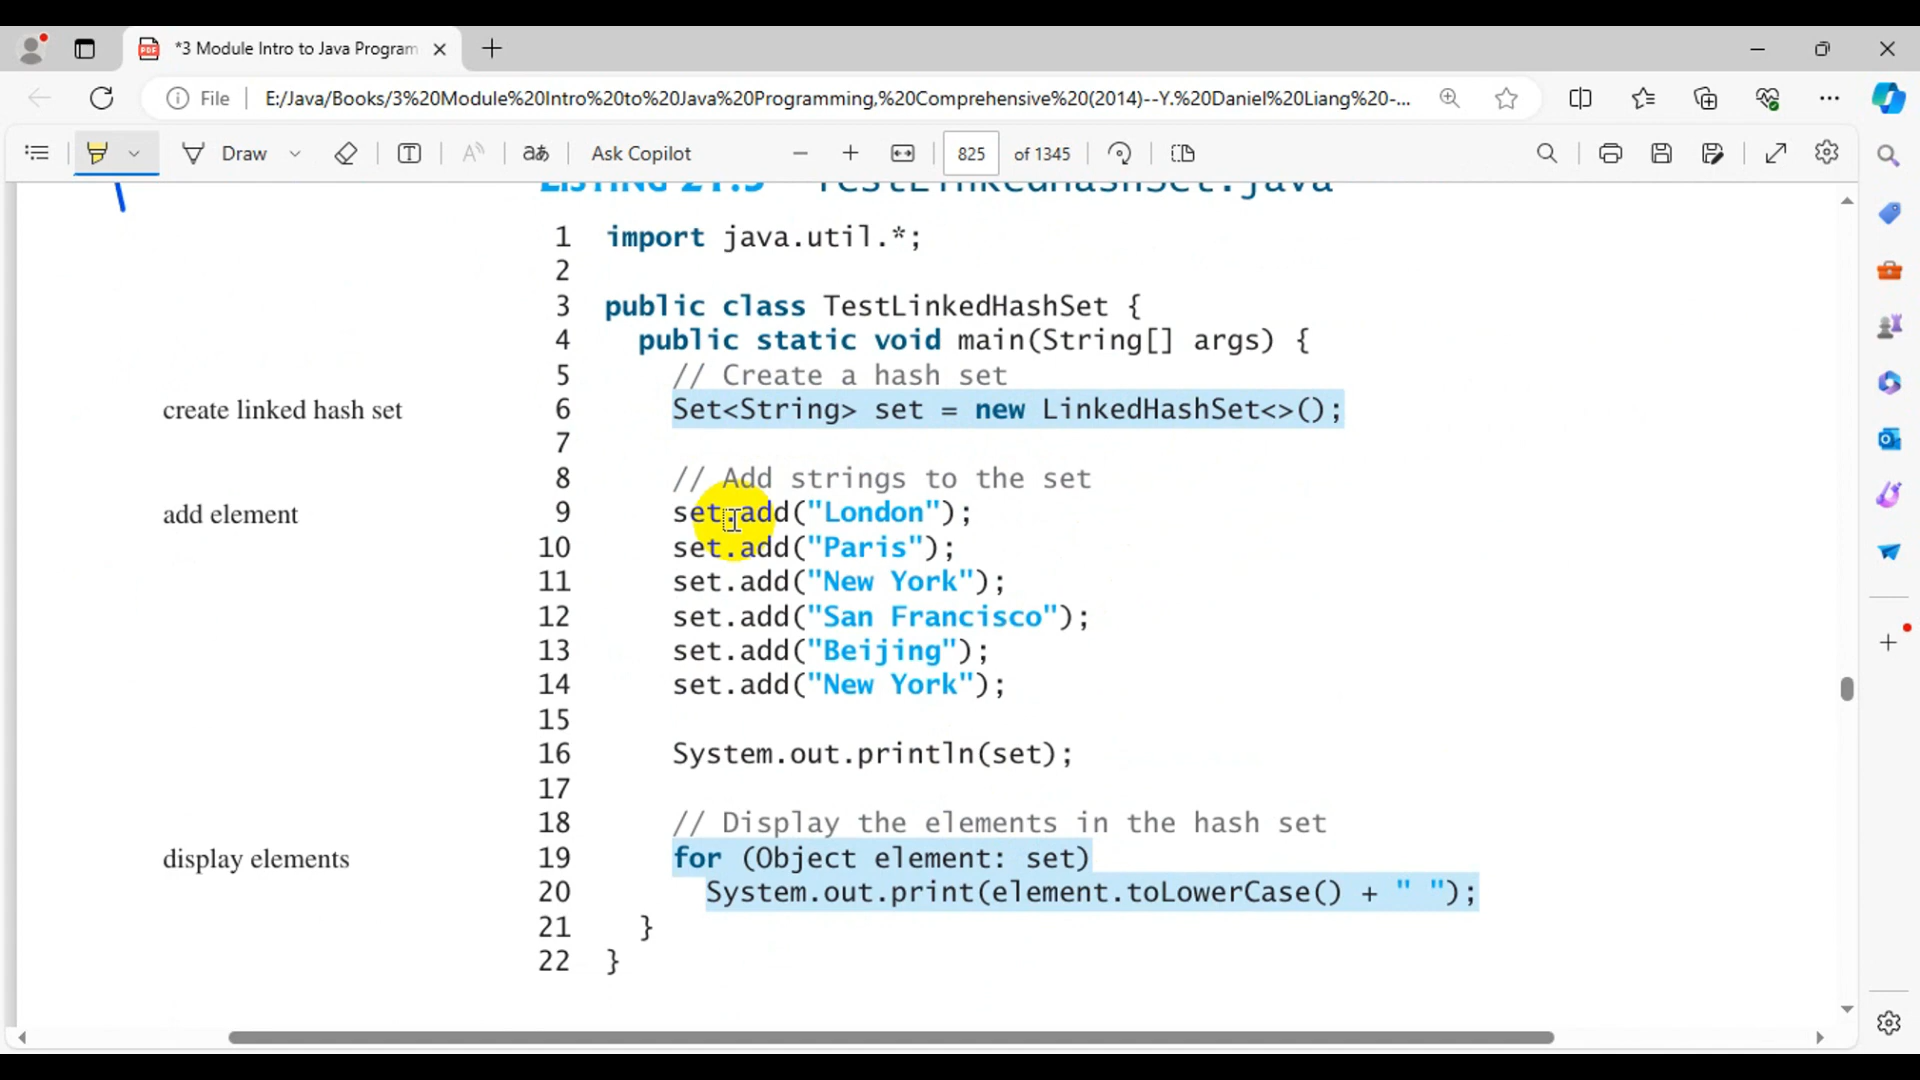 *3 Module Intro to Java Program
File
E:/Java/Books/3%20Module%20Intro%20to%20Java%20Programming,%20Comprehensive%20(2014)--Y.%20Daniel%20Liang%20-...
Draw
Ask Copilot
825 of 1345
LISTING 21.3 TestLinkedHashSet.java
1 import java.util.*;
2
3 public class TestLinkedHashSet {
4 public static void main(String[] args) {
5 // Create a hash set
create linked hash set 6 Set<String> set = new LinkedHashSet<>();
7
8 // Add strings to the set
add element 9 set.add("London");
10 set.add("Paris");
11 set.add("New York");
12 set.add("San Francisco");
13 set.add("Beijing");
14 set.add("New York");
15
16 System.out.println(set);
17
18 // Display the elements in the hash set
display elements 19 for (Object element: set)
20 System.out.print(element.toLowerCase() + " ");
21 }
22 }